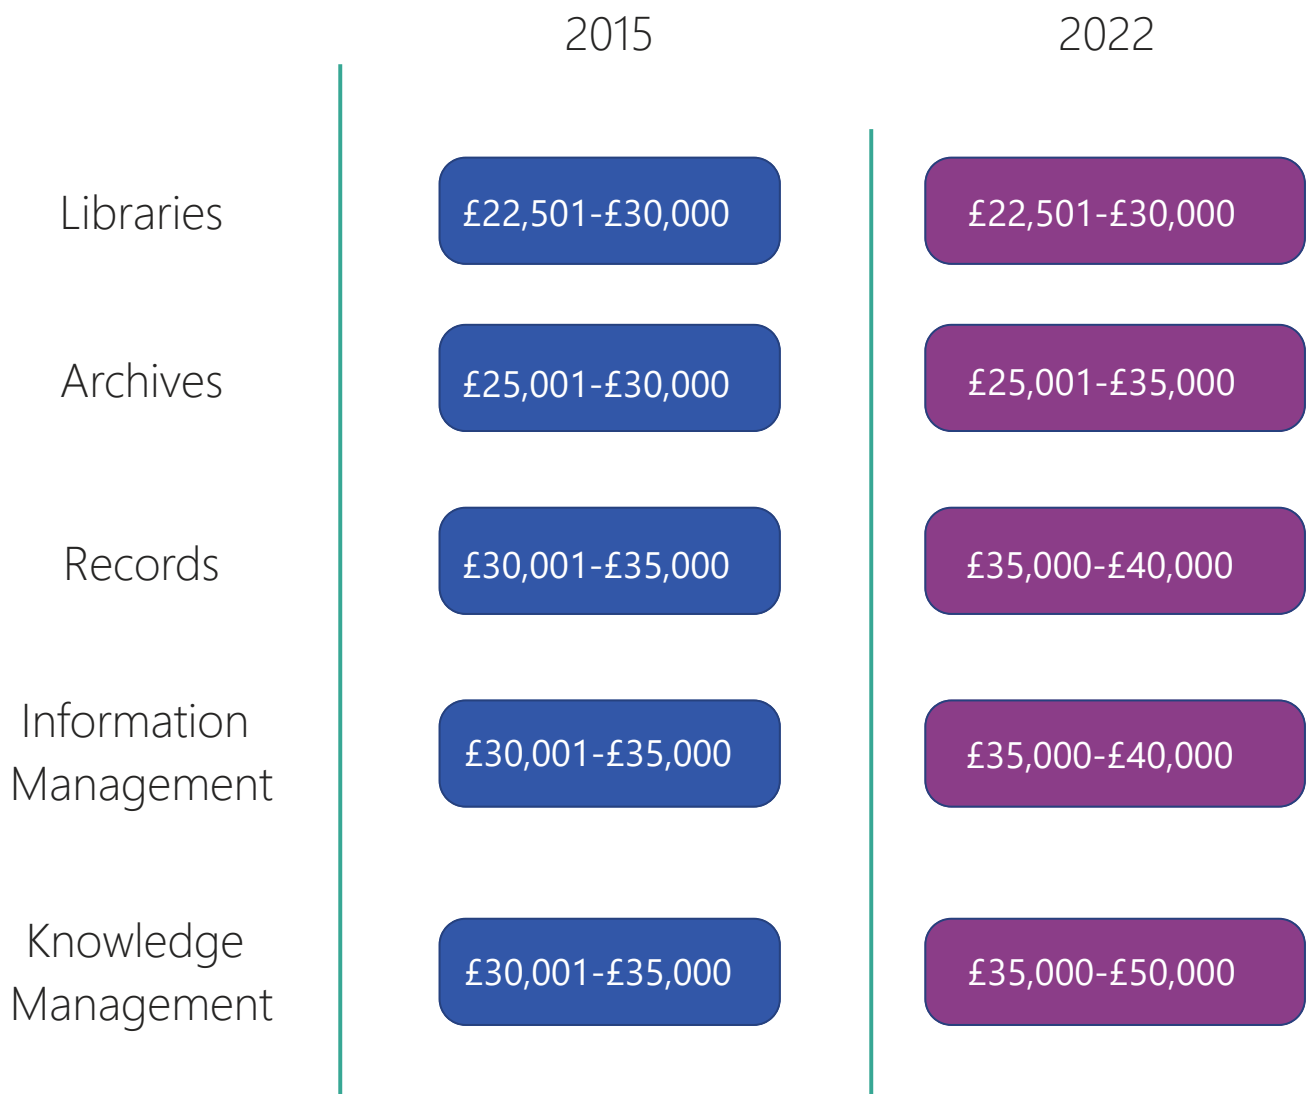 2015 2022
Libraries £22,501-£30,000 £22,501-£30,000
Archives £25,001-£30,000 £25,001-£35,000
Records £30,001-£35,000 £35,000-£40,000
Information
Management £30,001-£35,000 £35,000-£40,000
Knowledge
Management £30,001-£35,000 £35,000-£50,000